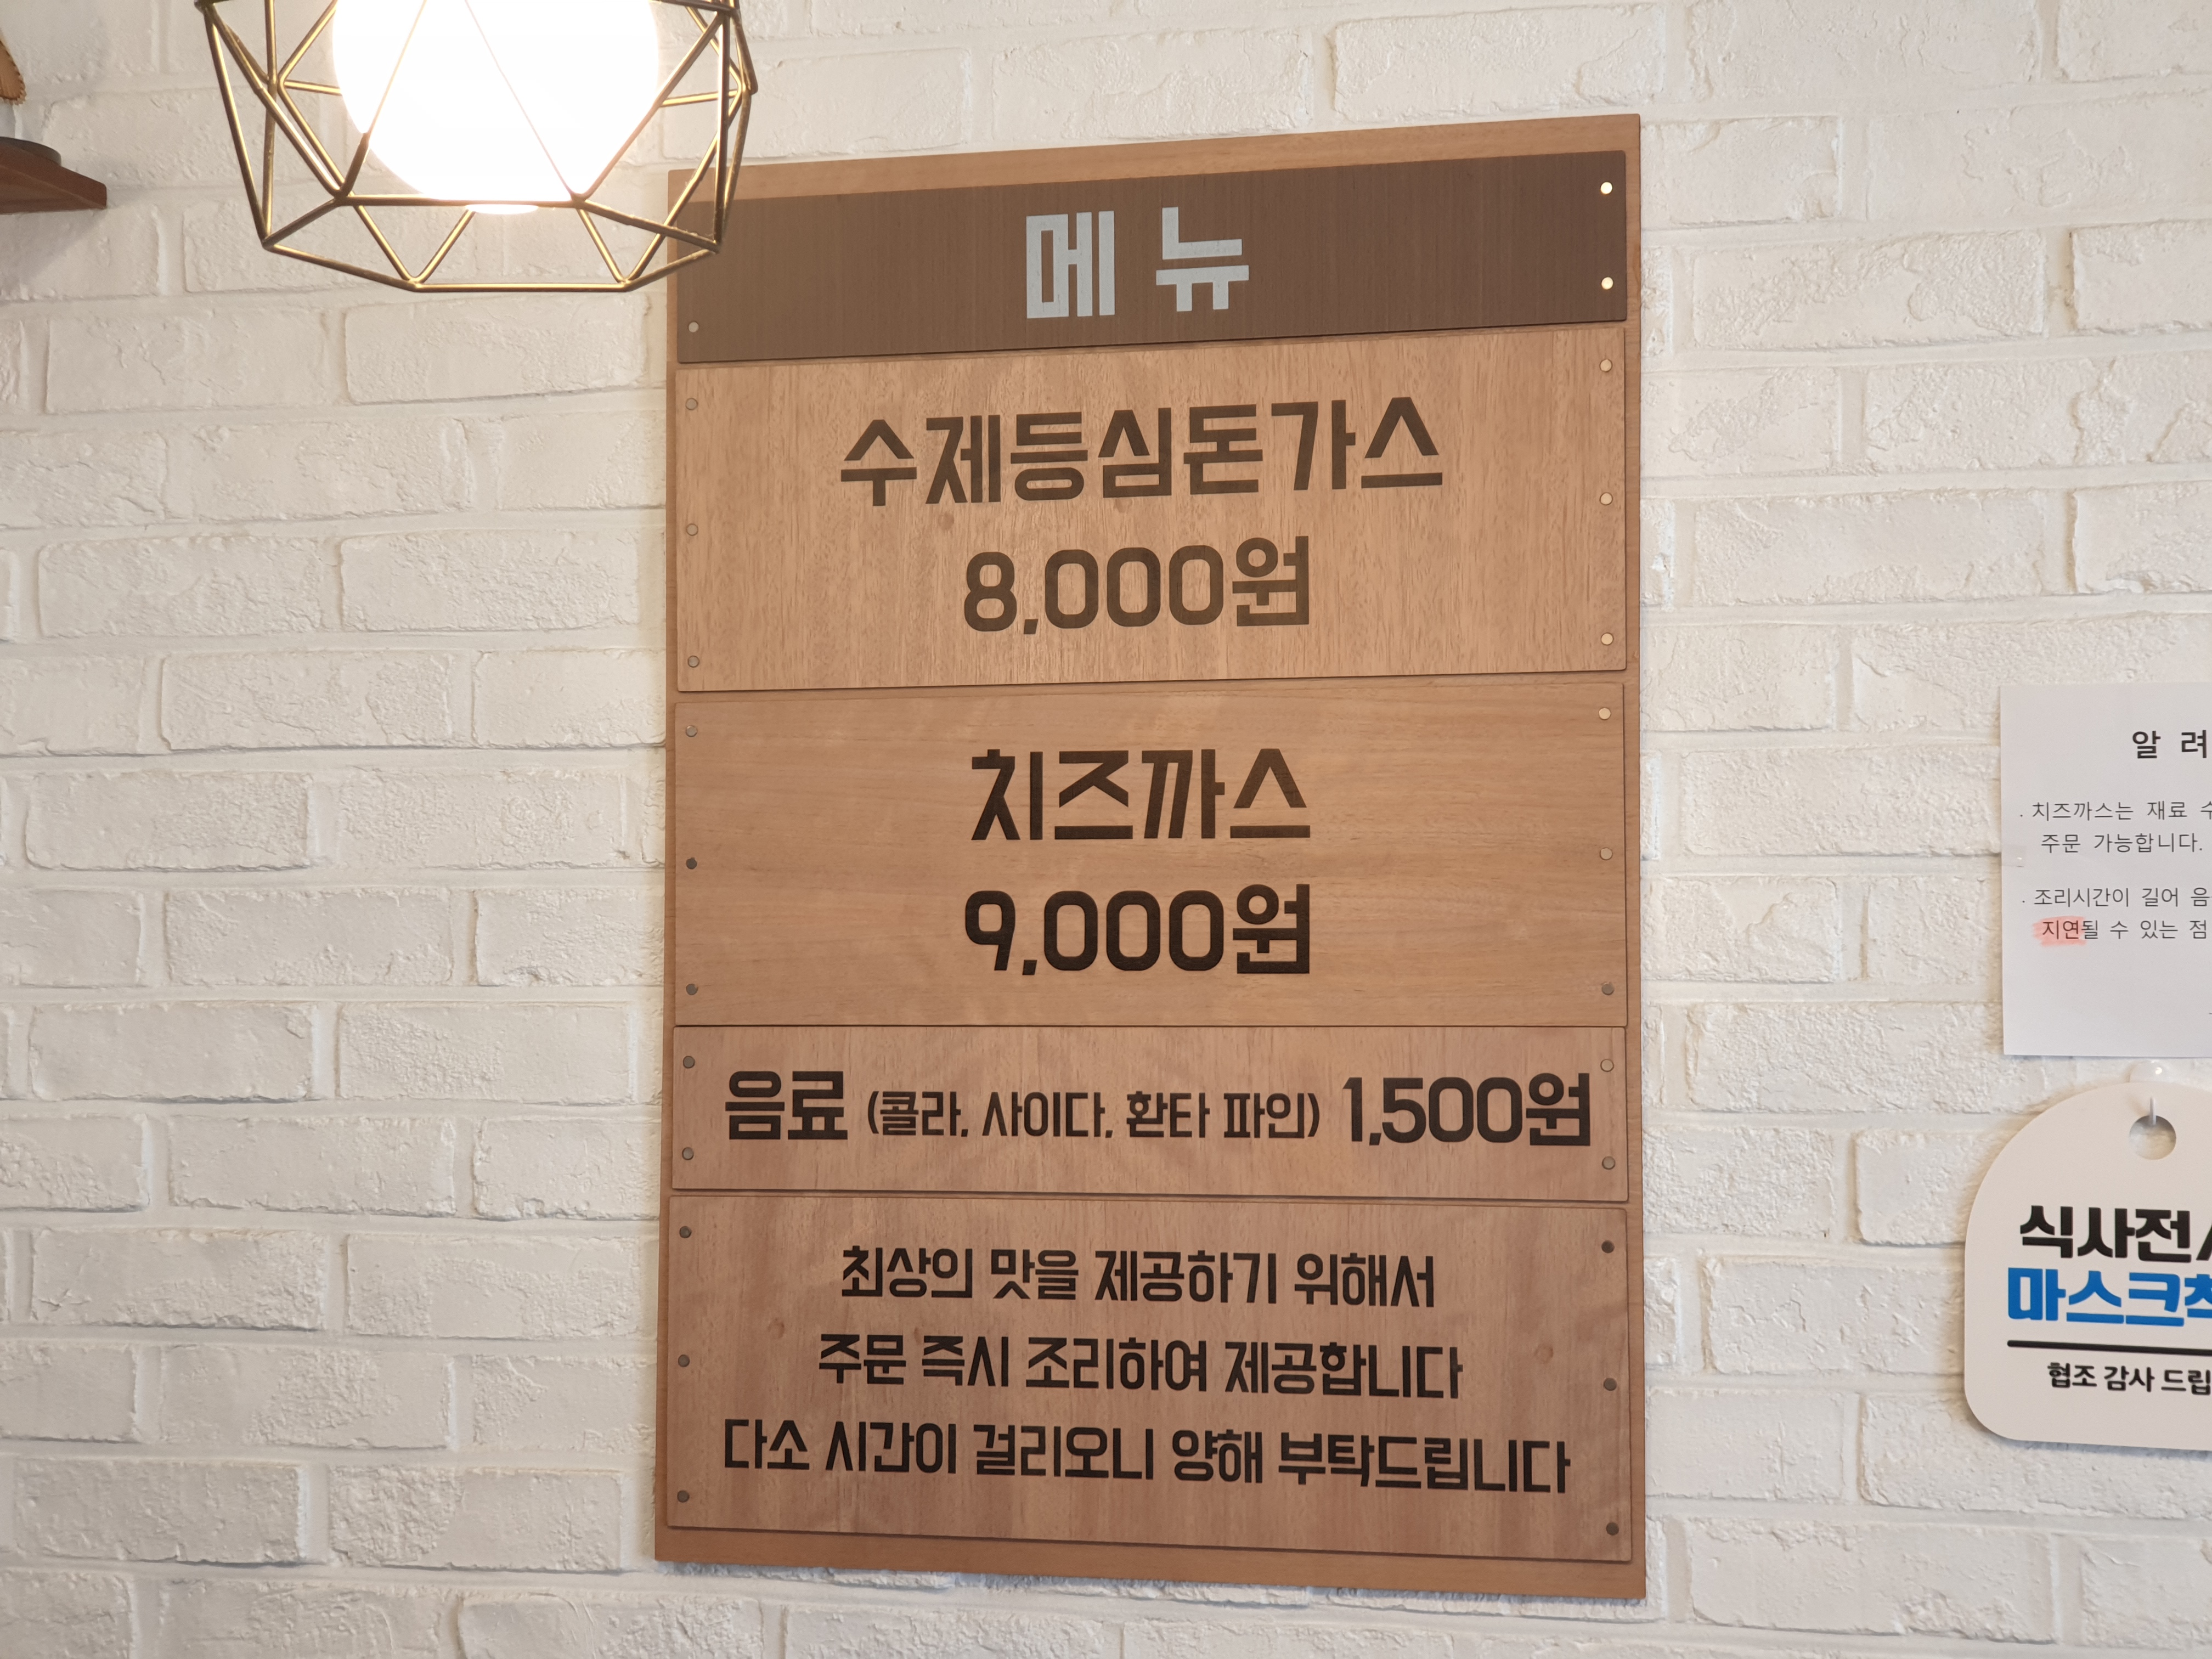 메뉴
수제등심돈가스
8,000원
치즈까스
9,000원
음료 (콜라, 사이다, 환타 파인) 1,500원
최상의 맛을 제공하기 위해서
주문 즉시 조리하여 제공합니다
다소 시간이 걸리오니 양해 부탁드립니다
알 려
· 치즈까스는 재료
주문 가능합니다.
· 조리시간이 길어 음
지연될 수 있는 점
식사전
마스크
협조 감사 드립